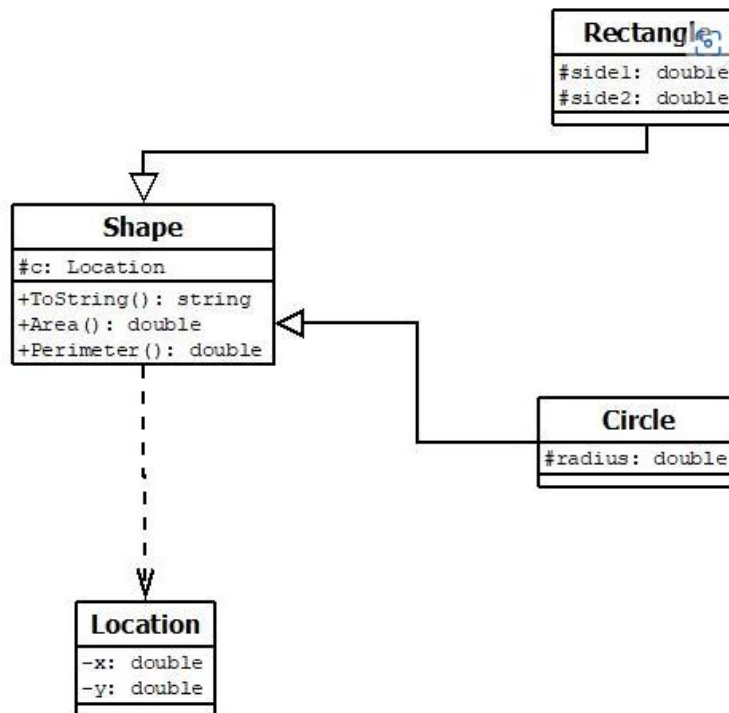 Rectangle
#side1: double
#side2: double
Shape
#c: Location
+ToString(): string
+Area(): double
+Perimeter(): double
Circle
#radius: double
Location
-x: double
-y: double